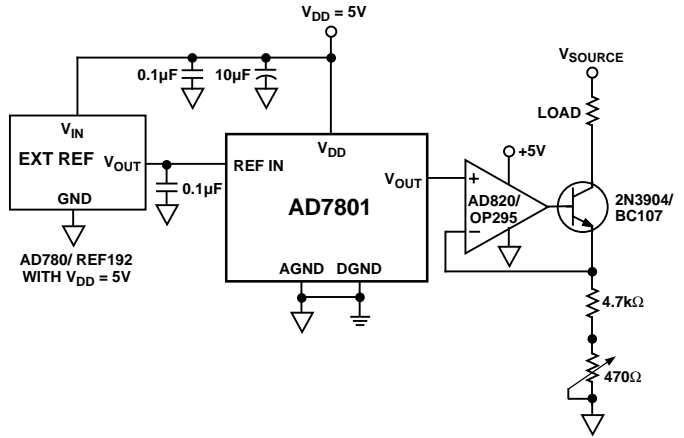 VDD = 5V
0.1µF
10µF
VSOURCE
LOAD
VIN
EXT REF
VOUT
GND
0.1µF
REF IN
VDD
AD7801
VOUT
AGND
DGND
+5V
+
AD820/
OP295
–
2N3904/
BC107
AD780/ REF192
WITH VDD = 5V
4.7kΩ
470Ω